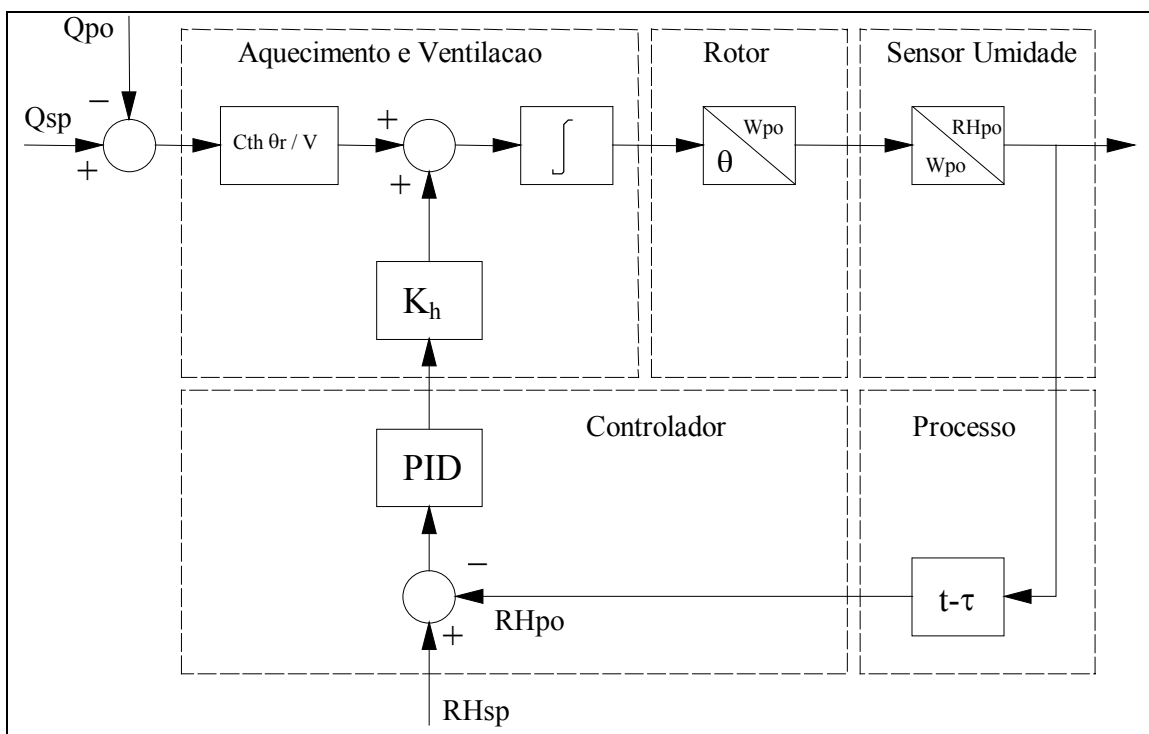 Qpo
Aquecimento e Ventilacao
Rotor
Sensor Umidade
Qsp
−
+
Cth θr / V
+
+
∫
Wpo
θ
RHpo
Wpo
Kₕ
Controlador
Processo
PID
−
+
RHpo
t-τ
RHsp